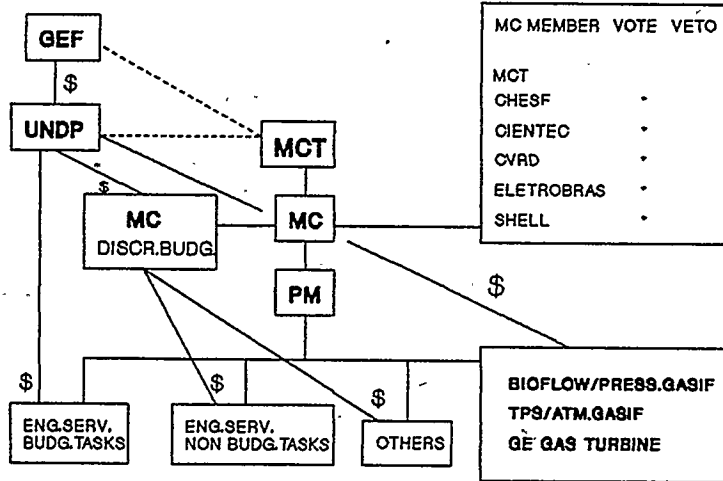 GEF
$
UNDP
MCT
$
MC
DISCR.BUDG.
MC
PM
$
MC MEMBER VOTE VETO
MCT
CHESF *
CIENTEC *
CVRD *
ELETROBRAS *
SHELL *
$
$
$
ENG.SERV.
BUDG.TASKS
ENG.SERV.
NON BUDG.TASKS
OTHERS
BIOFLOW/PRESS.GASIF
TPS/ATM.GASIF
GE GAS TURBINE